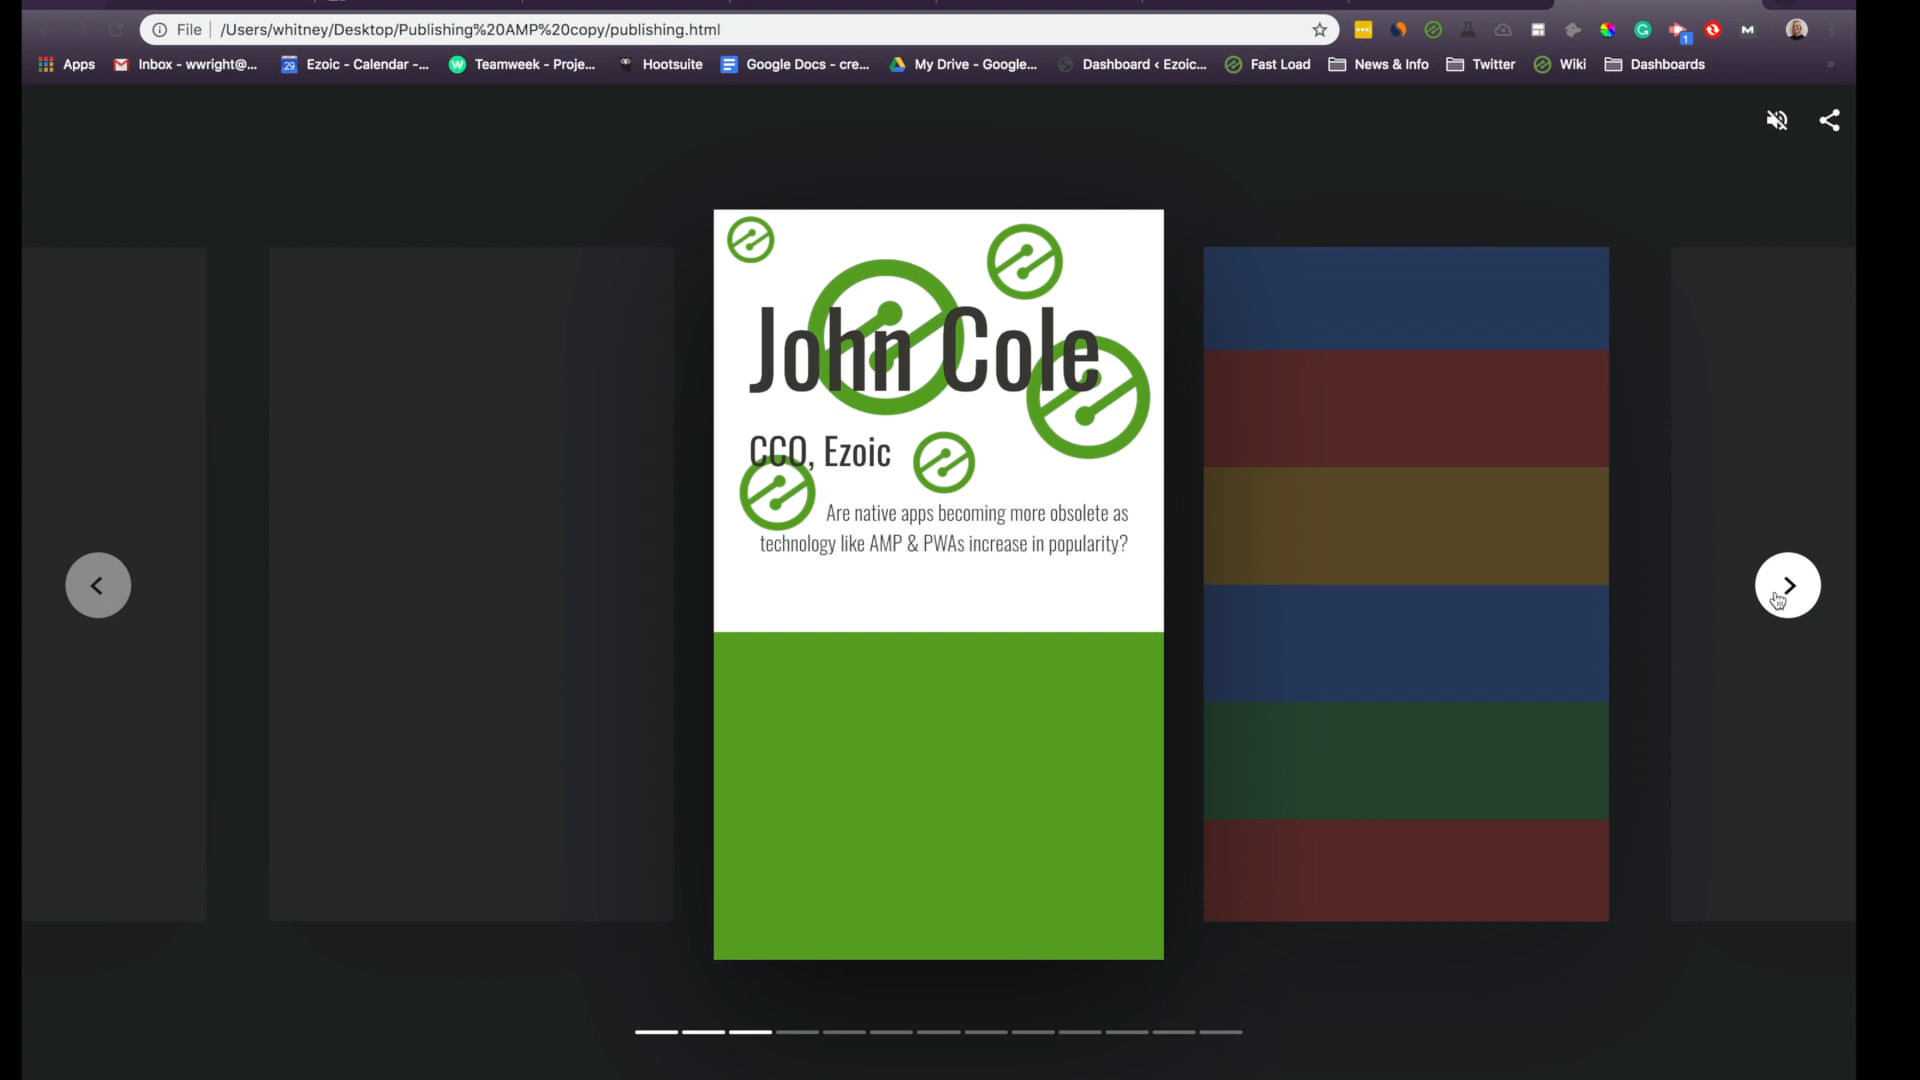 File /Users/whitney/Desktop/Publishing%20AMP%20copy/publishing.html
1
Apps Inbox - wwright@... 29 Ezoic - Calendar -... W Teamweek - Proje... Hootsuite Google Docs - cre... My Drive - Google... Dashboard < Ezoic... Fast Load News & Info Twitter Wiki Dashboards »
John Cole
CCO, Ezoic
Are native apps becoming more obsolete as
technology like AMP & PWAs increase in popularity?